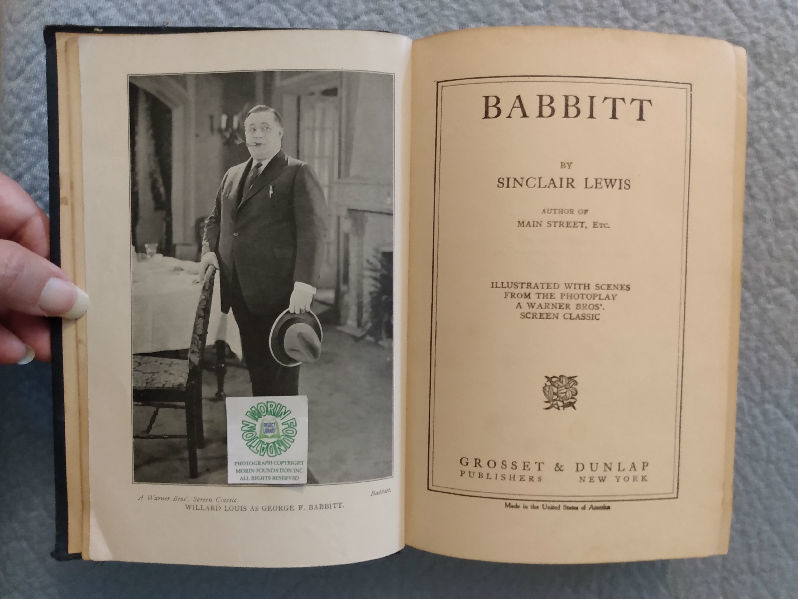 MORIN FOUNDATION
PROJECT
LIBRARY
PHOTOGRAPH COPYRIGHT
MORIN FOUNDATION INC
ALL RIGHTS RESERVED
A Warner Bros'. Screen Classic.
Babbitt.
WILLARD LOUIS AS GEORGE F. BABBITT.
BABBITT
BY
SINCLAIR LEWIS
AUTHOR OF
MAIN STREET, ETC.
ILLUSTRATED WITH SCENES
FROM THE PHOTOPLAY
A WARNER BROS'.
SCREEN CLASSIC
GROSSET & DUNLAP
PUBLISHERS NEW YORK
Made in the United States of America